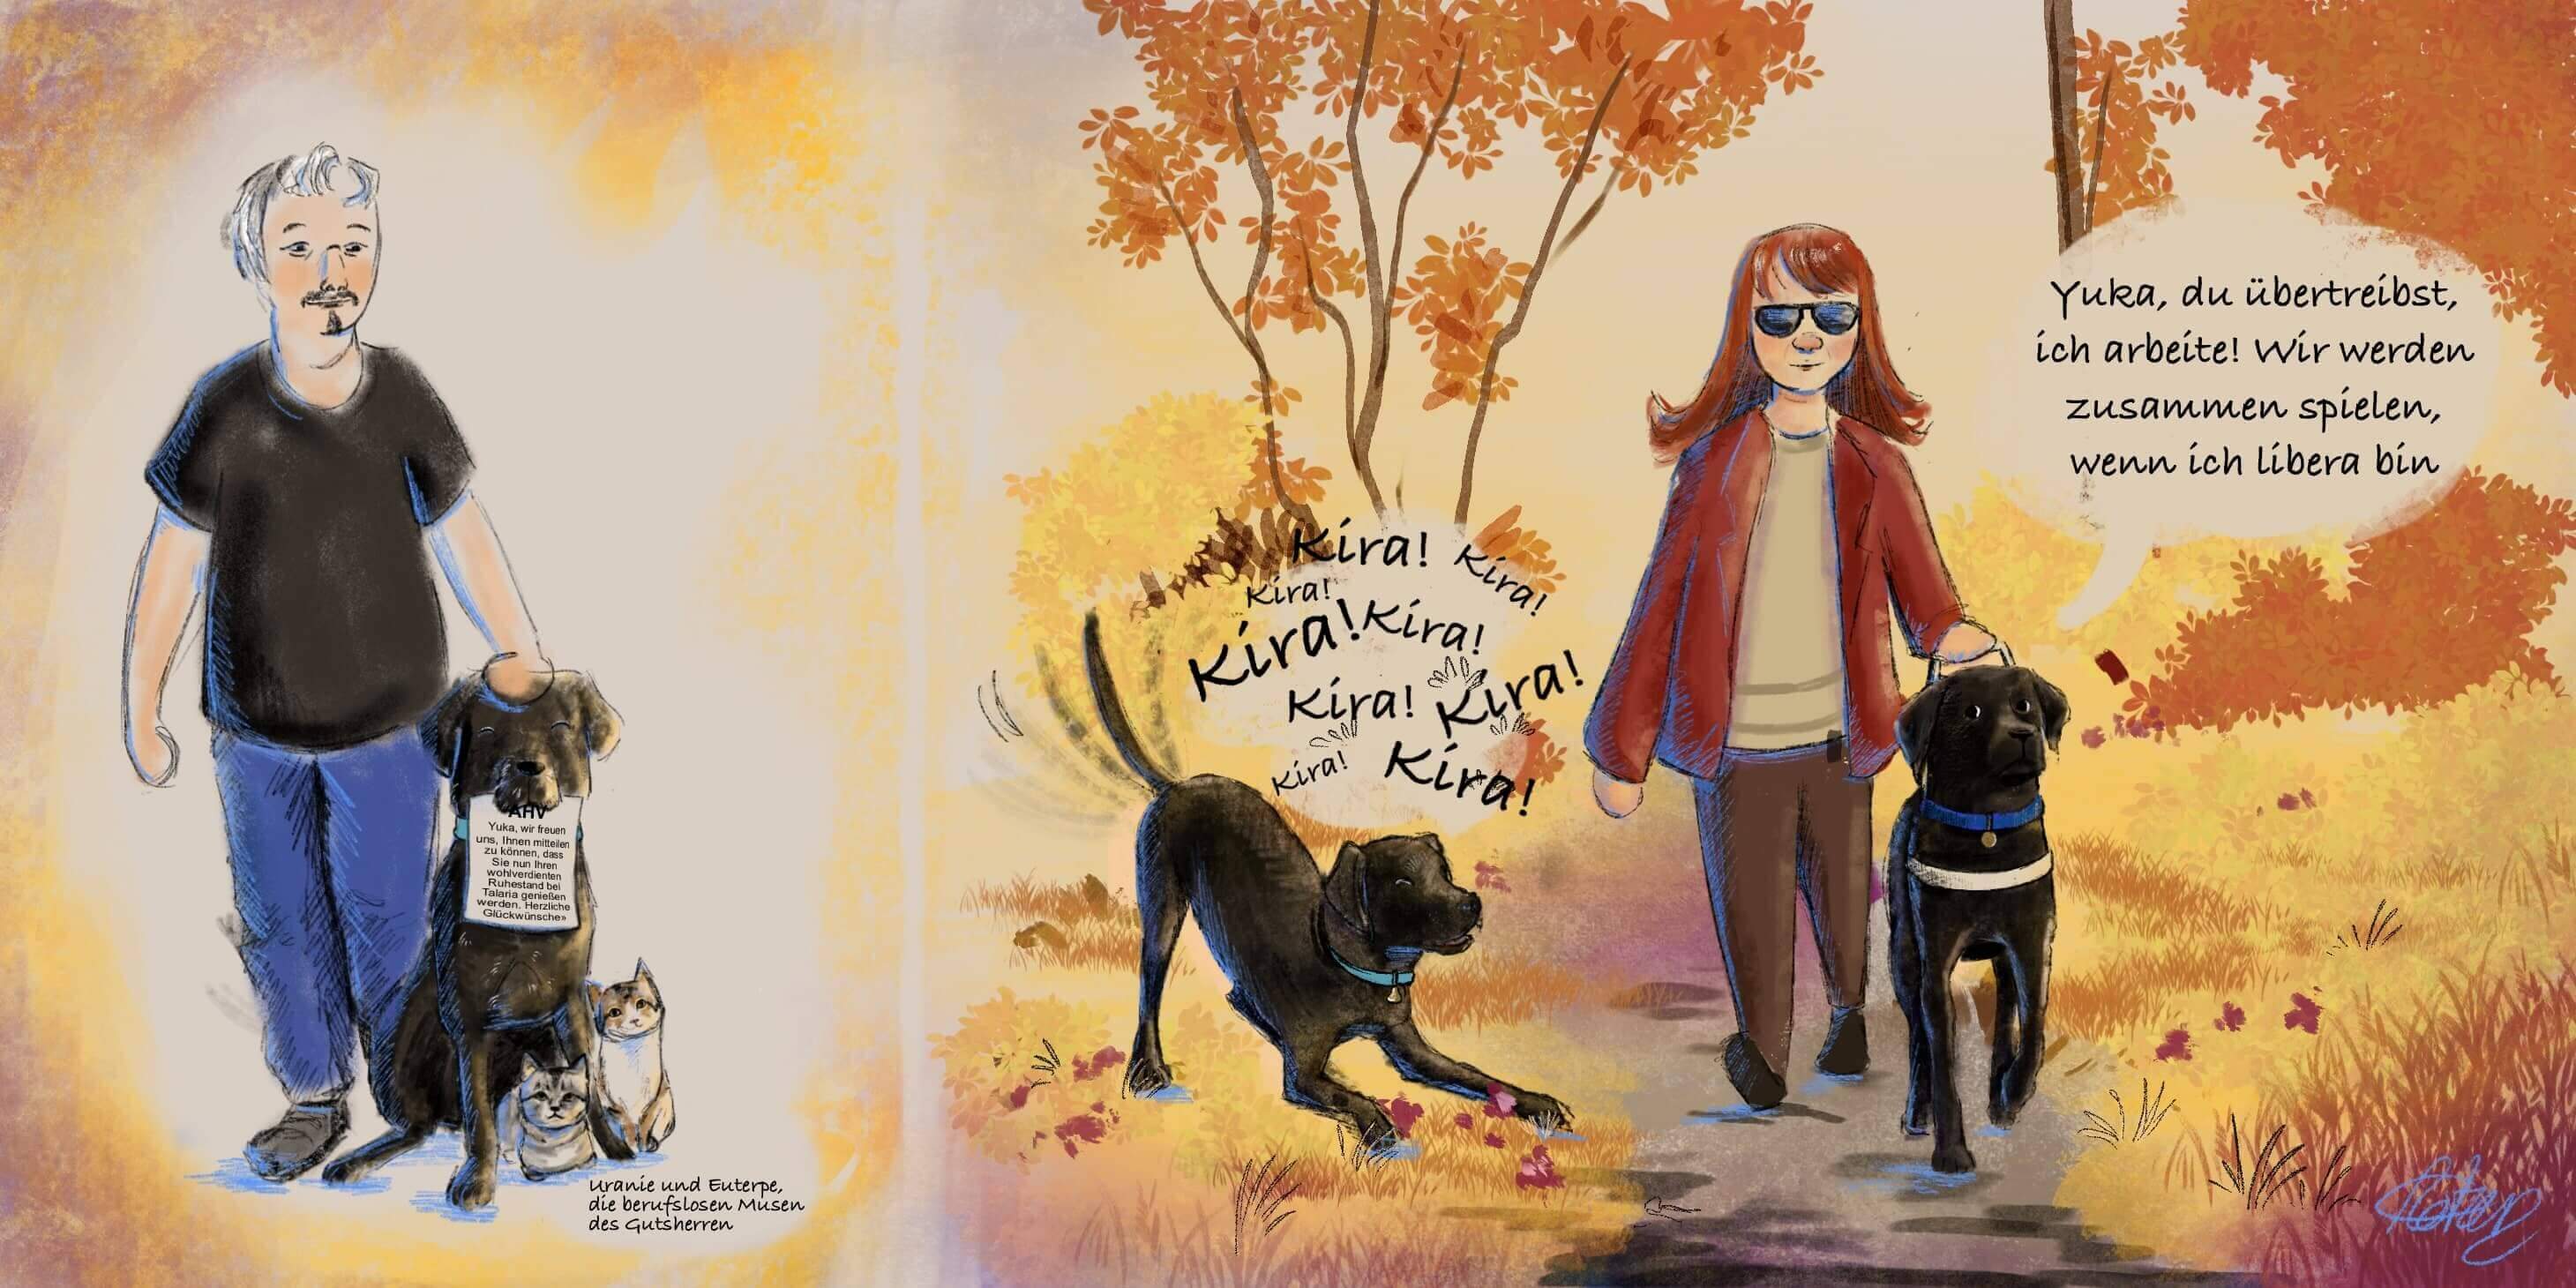 AHV
Yuka, wir freuen
uns, Ihnen mitteilen
zu können, dass
Sie nun Ihren
wohlverdienten
Ruhestand bei
Talaria genießen
werden. Herzliche
Glückwünsche»
Uranie und Euterpe,
die berufslosen Musen
des Gutsherren
Kira! Kira!
Kira!
Kira! Kira!
Kira! Kira!
Kira! Kira!
Yuka, du übertreibst,
ich arbeite! Wir werden
zusammen spielen,
wenn ich libera bin